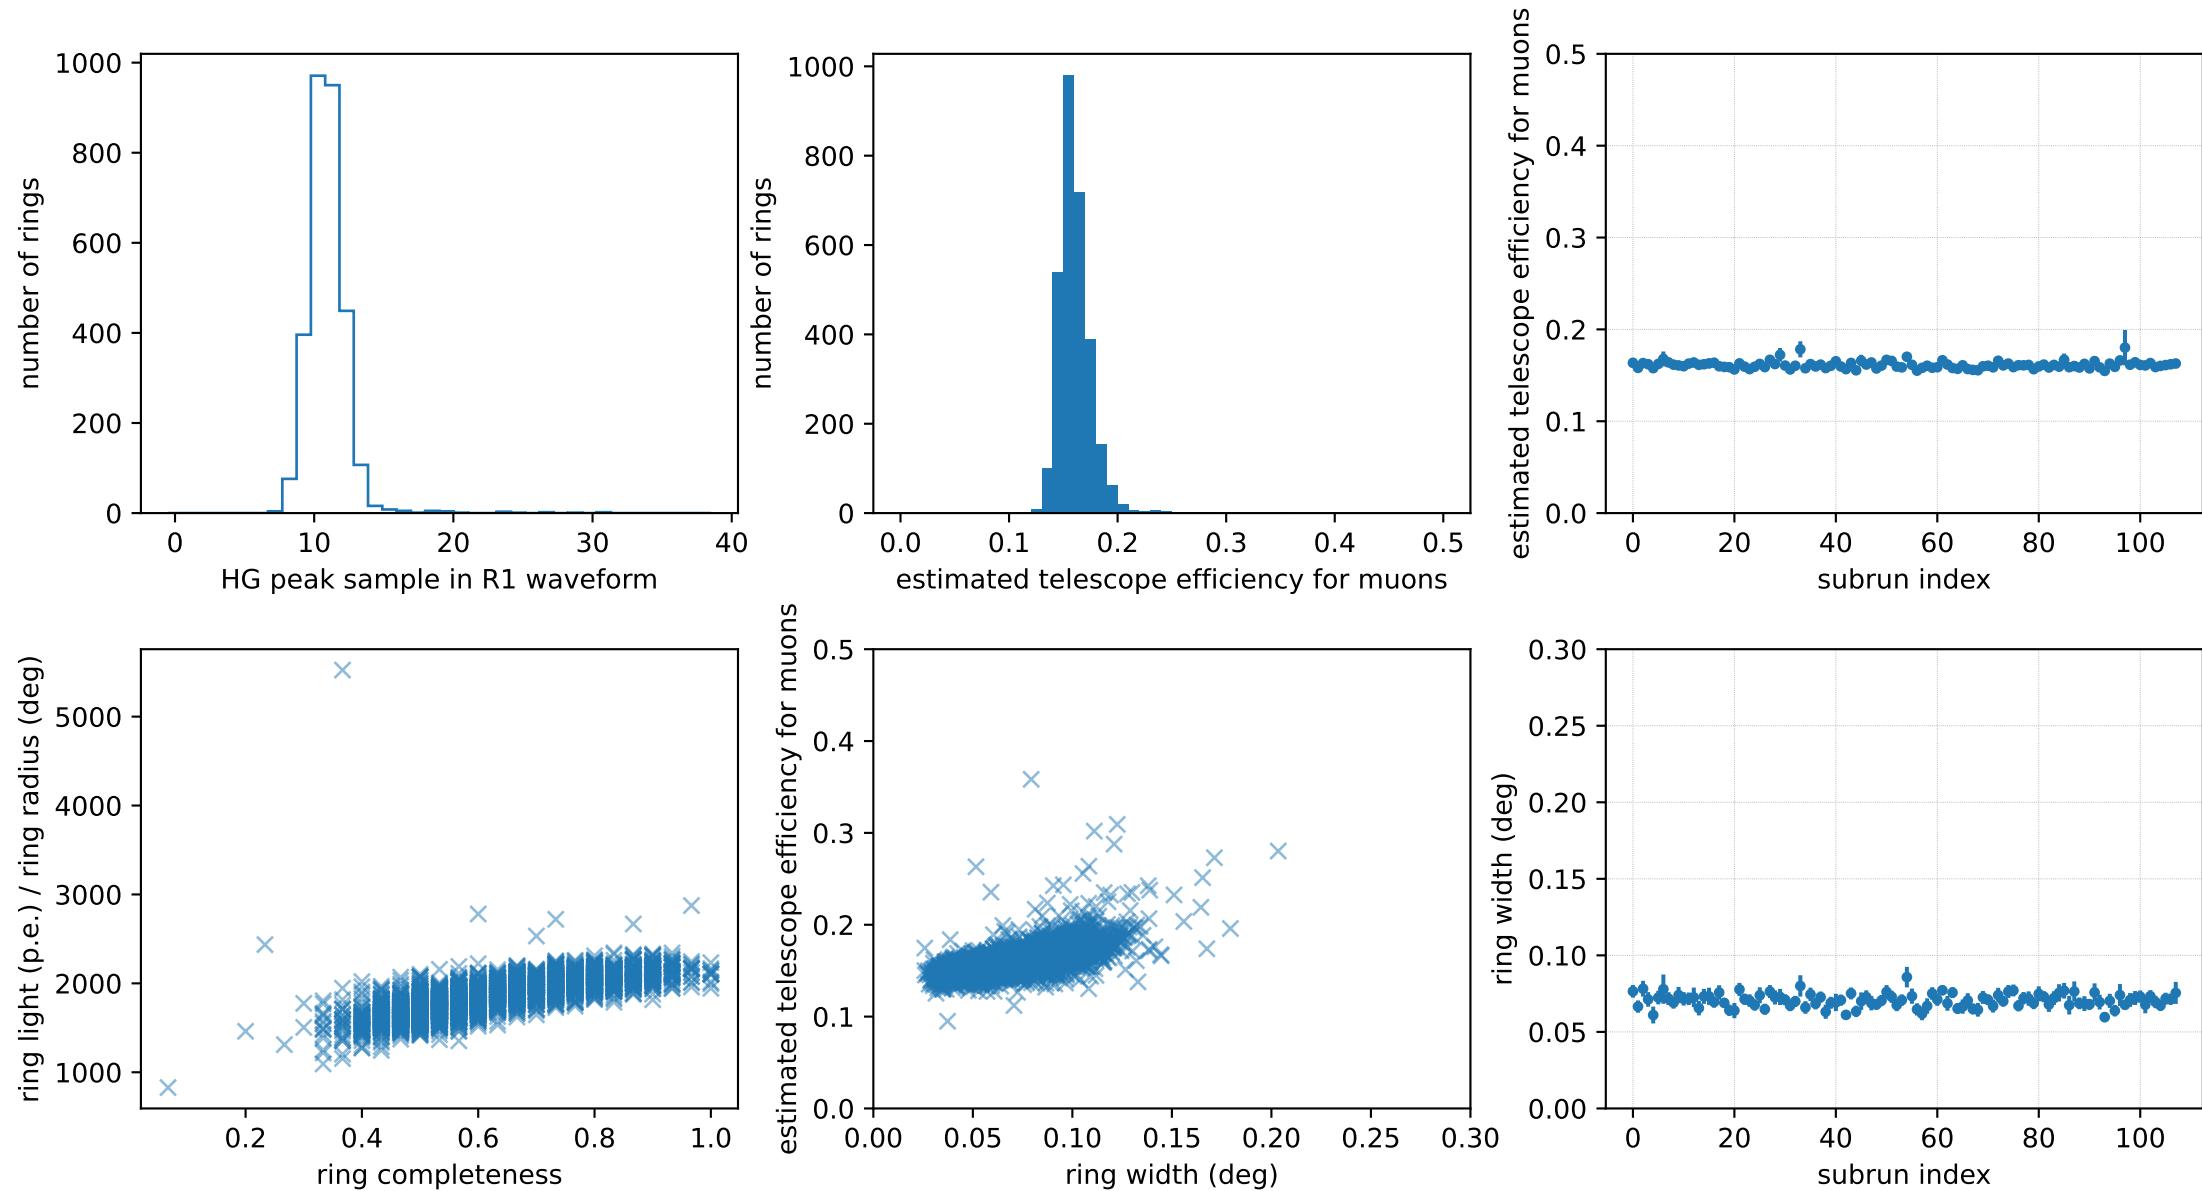 number of rings
1000
800
600
400
200
0
0 10 20 30 40
HG peak sample in R1 waveform
number of rings
1000
800
600
400
200
0
0.0 0.1 0.2 0.3 0.4 0.5
estimated telescope efficiency for muons
estimated telescope efficiency for muons
0.5
0.4
0.3
0.2
0.1
0.0
0 20 40 60 80 100
subrun index
ring light (p.e.) / ring radius (deg)
5000
4000
3000
2000
1000
0.2 0.4 0.6 0.8 1.0
ring completeness
estimated telescope efficiency for muons
0.5
0.4
0.3
0.2
0.1
0.0
0.00 0.05 0.10 0.15 0.20 0.25 0.30
ring width (deg)
ring width (deg)
0.30
0.25
0.20
0.15
0.10
0.05
0.00
0 20 40 60 80 100
subrun index